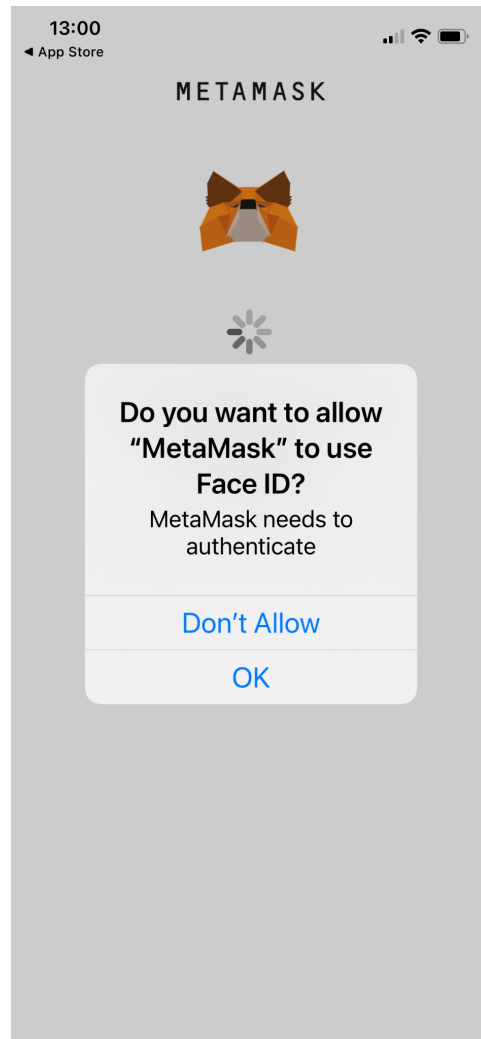 13:00
◀ App Store
METAMASK
Do you want to allow
“MetaMask” to use
Face ID?
MetaMask needs to
authenticate
Don’t Allow
OK